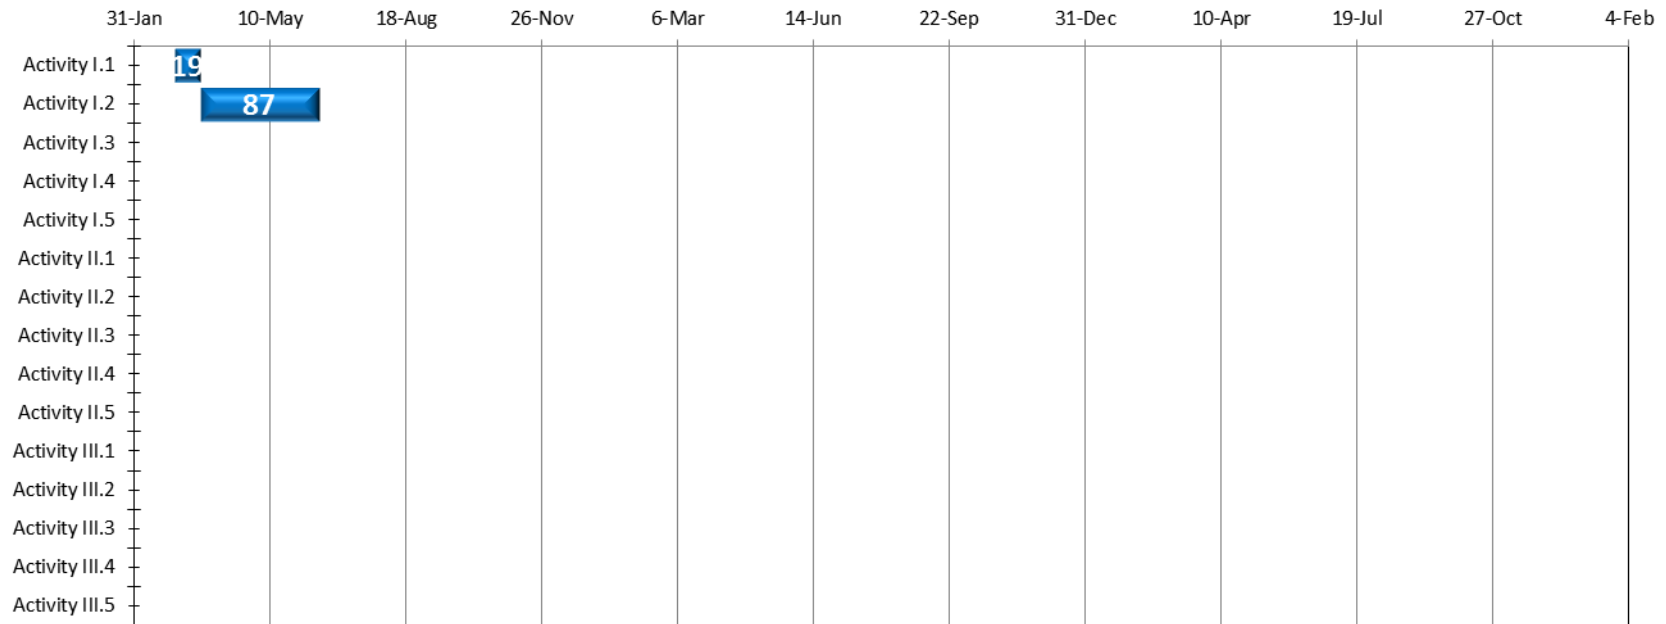 31-Jan 10-May 18-Aug 26-Nov 6-Mar 14-Jun 22-Sep 31-Dec 10-Apr 19-Jul 27-Oct 4-Feb
Activity I.1 19
Activity I.2 87
Activity I.3
Activity I.4
Activity I.5
Activity II.1
Activity II.2
Activity II.3
Activity II.4
Activity II.5
Activity III.1
Activity III.2
Activity III.3
Activity III.4
Activity III.5